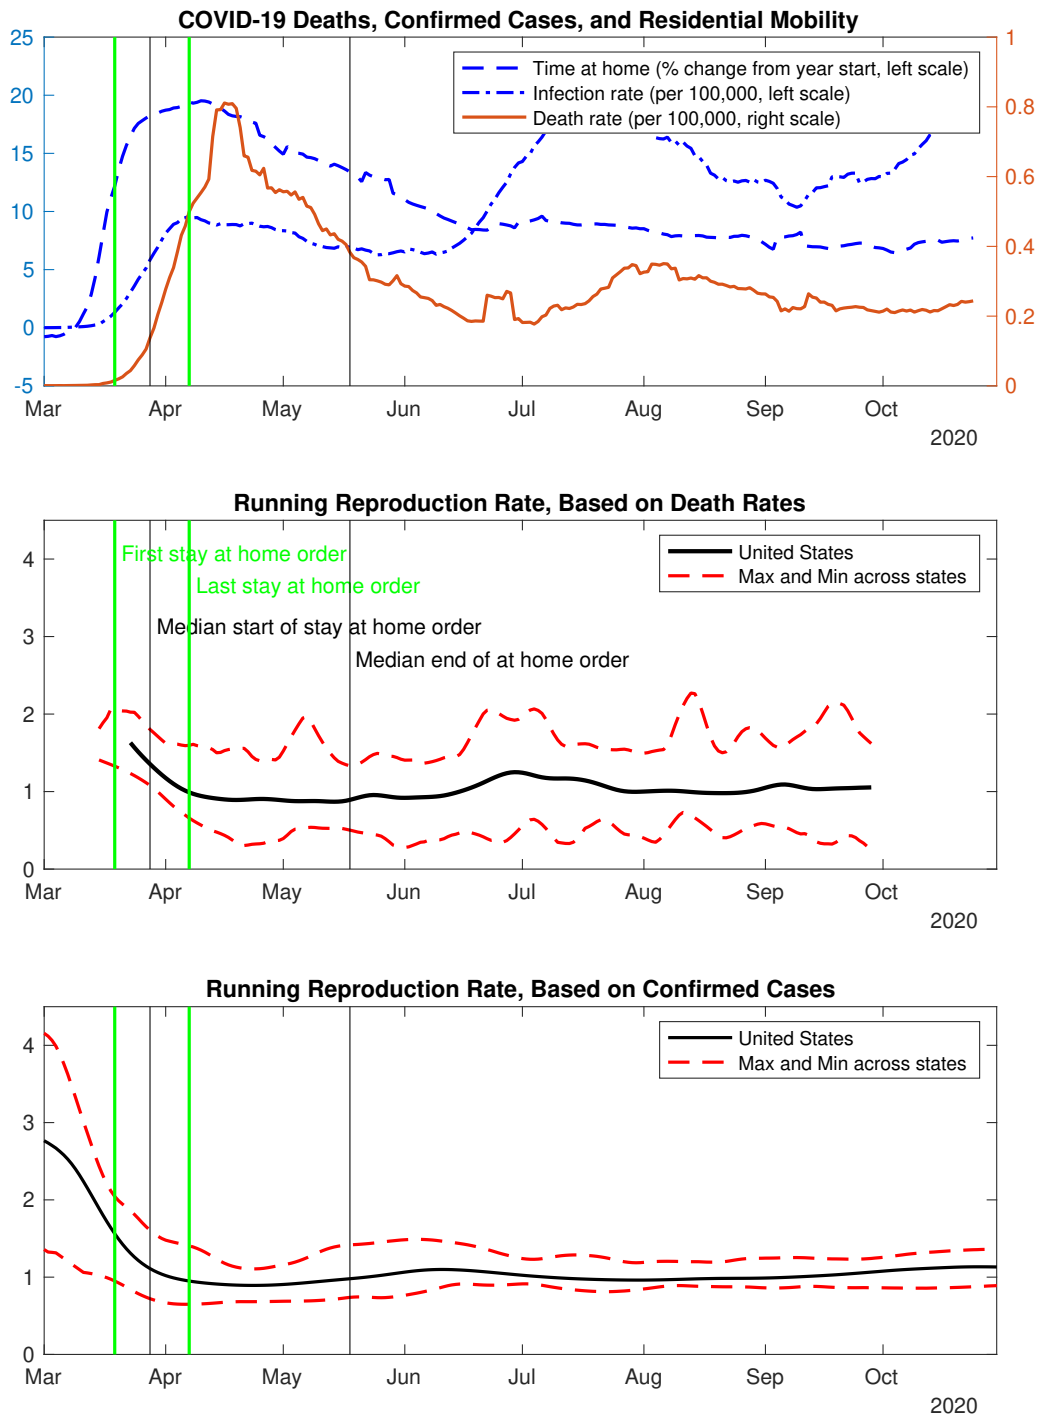 COVID-19 Deaths, Confirmed Cases, and Residential Mobility
25
20
15
10
5
0
-5
1
0.8
0.6
0.4
0.2
0
Time at home (% change from year start, left scale)
Infection rate (per 100,000, left scale)
Death rate (per 100,000, right scale)
Mar Apr May Jun Jul Aug Sep Oct
2020
Running Reproduction Rate, Based on Death Rates
4
3
2
1
0
United States
Max and Min across states
First stay at home order
Last stay at home order
Median start of stay at home order
Median end of at home order
Mar Apr May Jun Jul Aug Sep Oct
2020
Running Reproduction Rate, Based on Confirmed Cases
4
3
2
1
0
United States
Max and Min across states
Mar Apr May Jun Jul Aug Sep Oct
2020